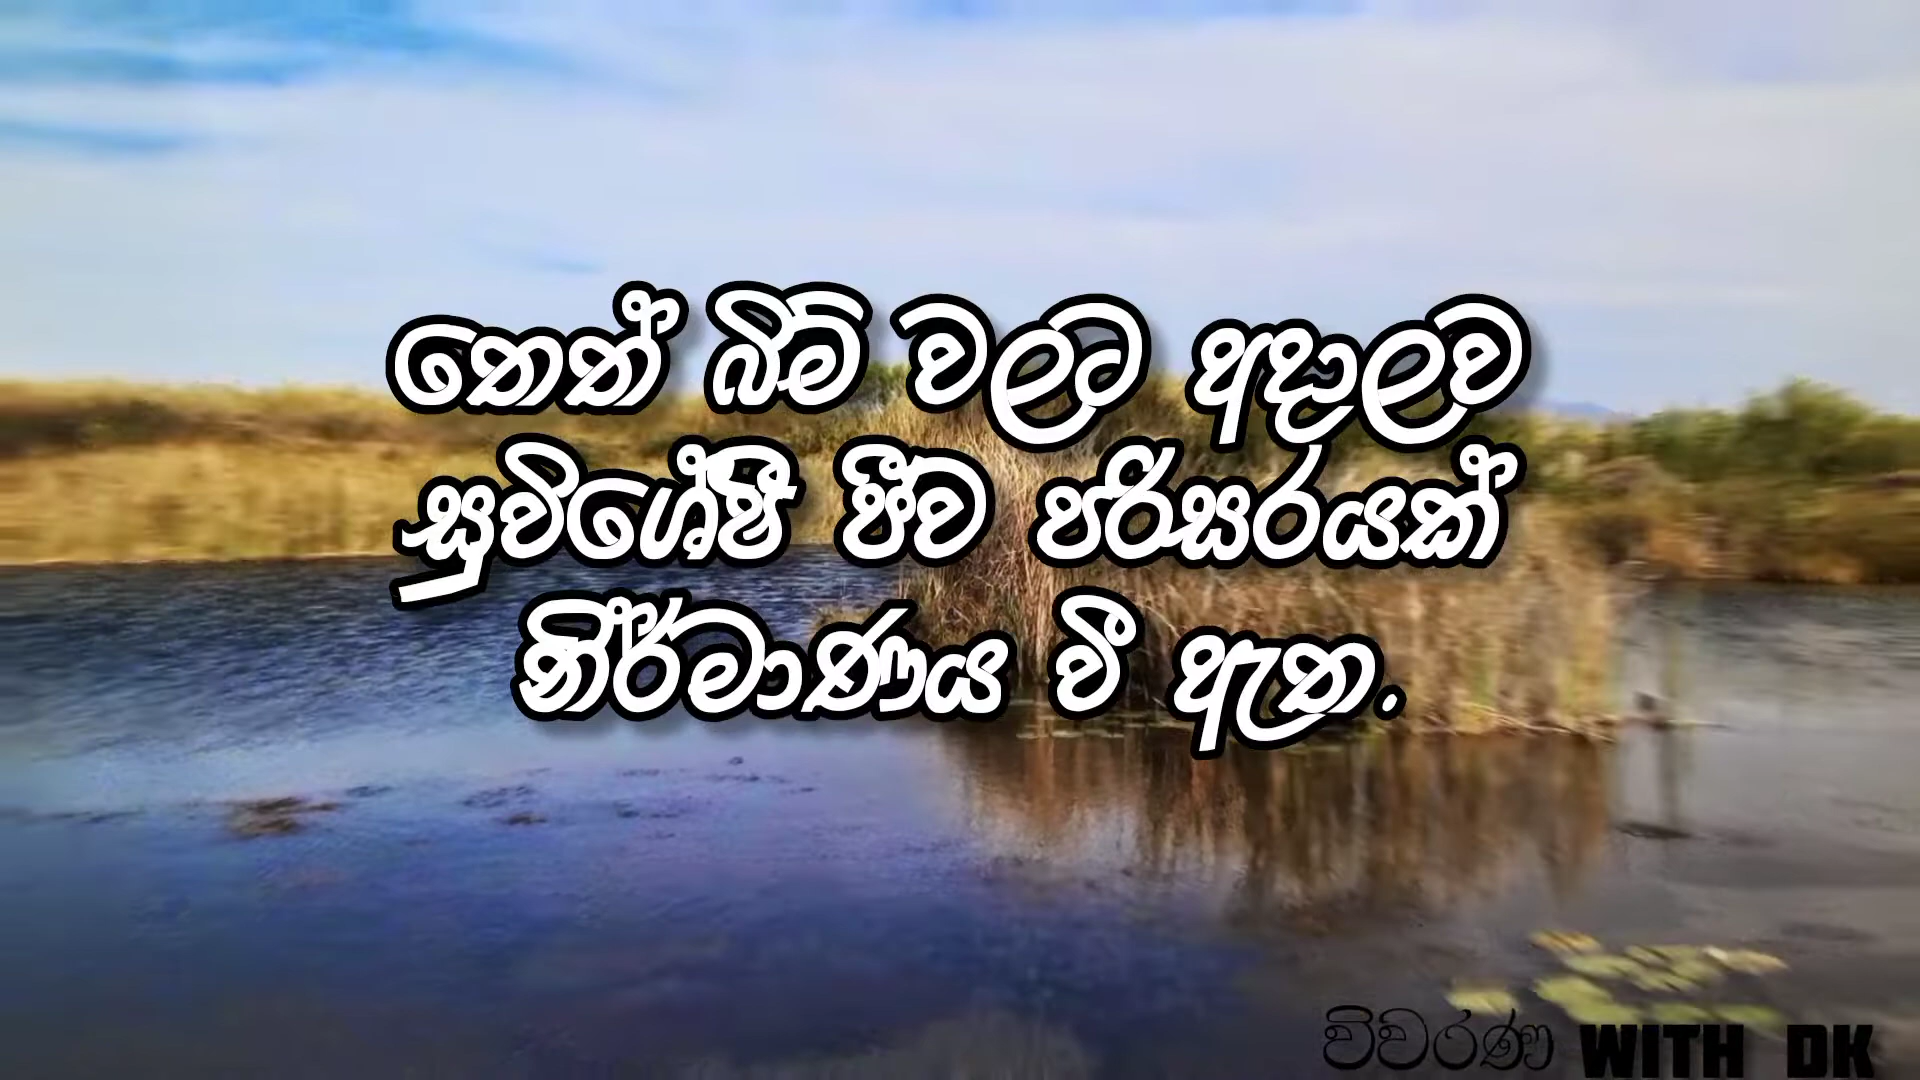 තෙත් බිම් වලට අදාලව
සුවිශේෂී ජීව පරිසරයක්
නිර්මාණය වී ඇත.
විවරණ WITH DK